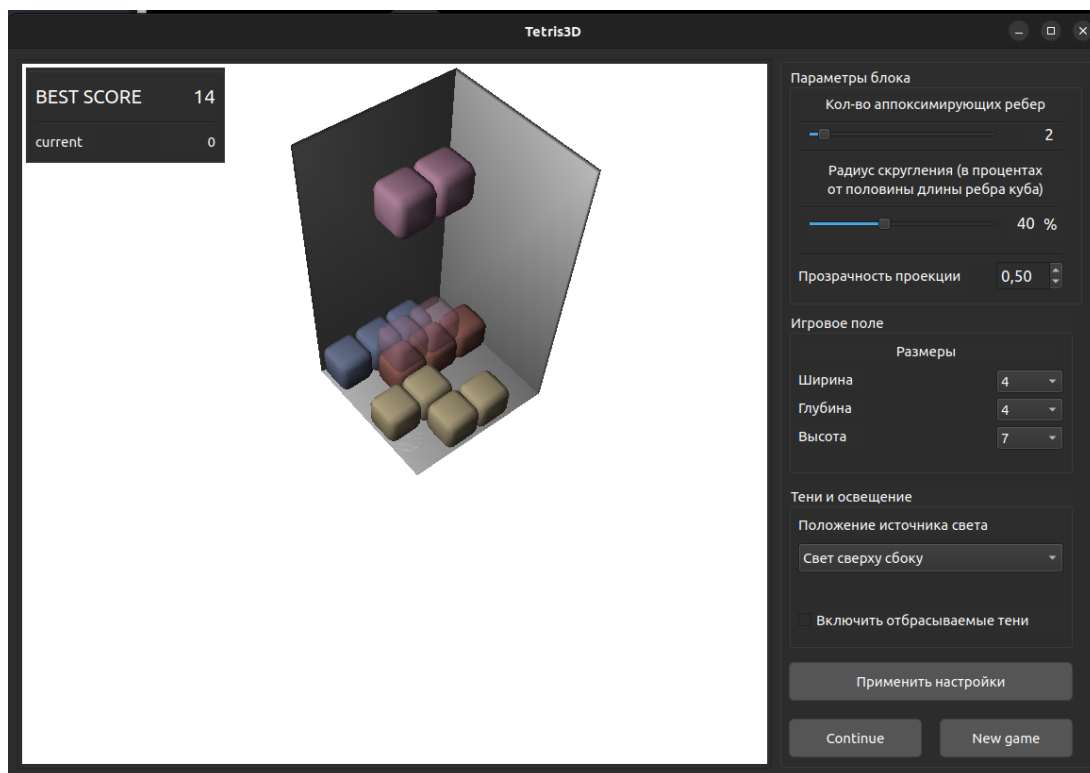 Tetris3D
BEST SCORE 14
current 0
Параметры блока
Кол-во аппоксимирующих ребер
2
Радиус скругления (в процентах
от половины длины ребра куба)
40 %
Прозрачность проекции 0,50
Игровое поле
Размеры
Ширина 4
Глубина 4
Высота 7
Тени и освещение
Положение источника света
Свет сверху сбоку
Включить отбрасываемые тени
Применить настройки
Continue New game